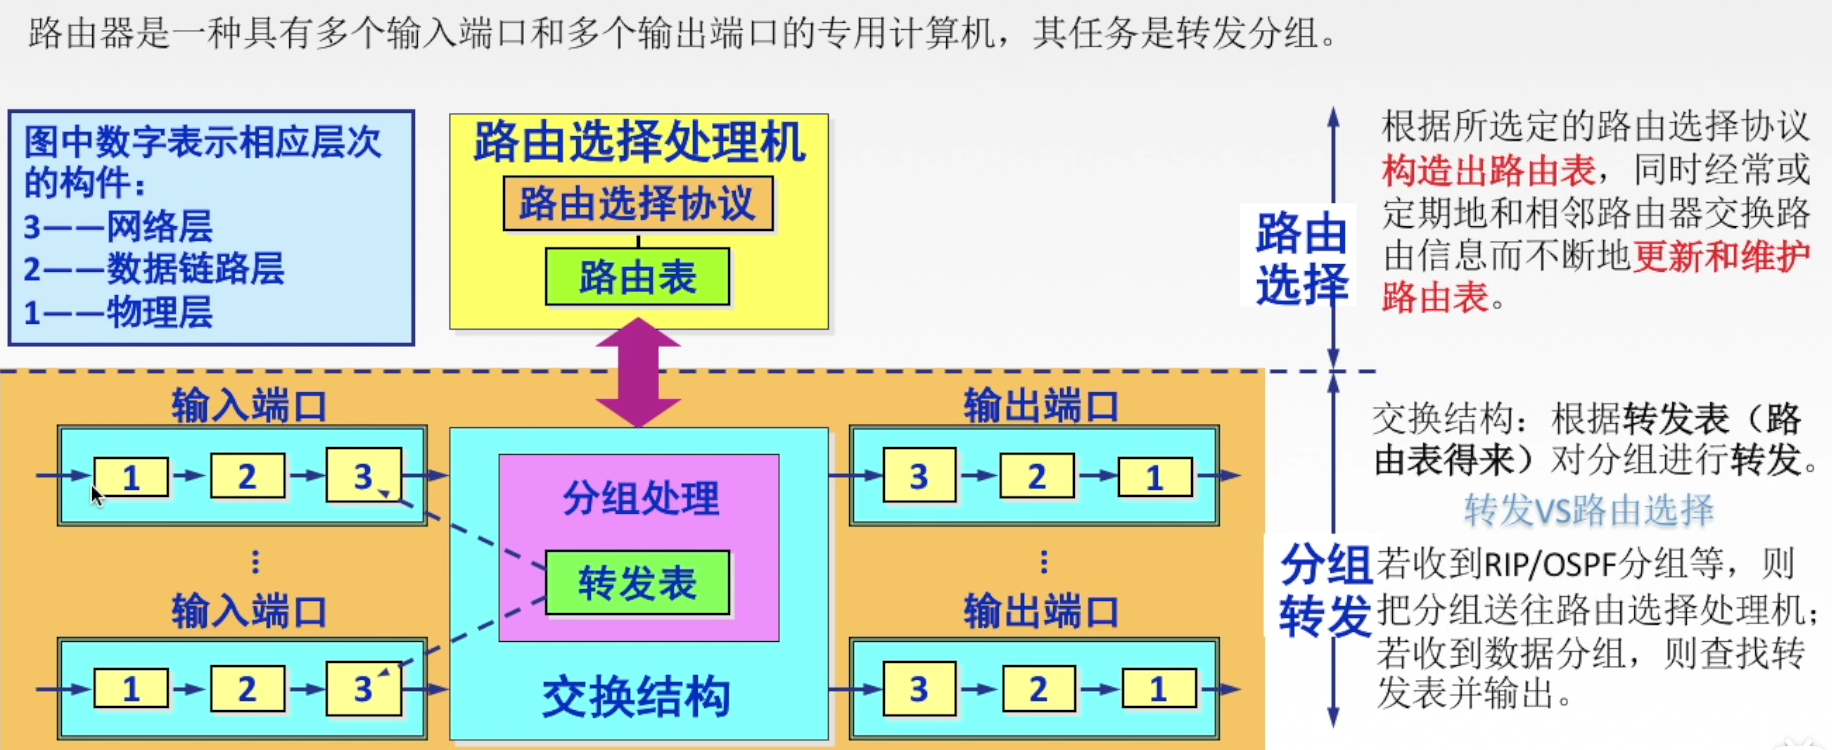 路由器是一种具有多个输入端口和多个输出端口的专用计算机，其任务是转发分组。
图中数字表示相应层次
的构件：
3——网络层
2——数据链路层
1——物理层
路由选择处理机
路由选择协议
路由表
路由
选择
根据所选定的路由选择协议
构造出路由表，同时经常或
定期地和相邻路由器交换路
由信息而不断地更新和维护
路由表。
输入端口
1 2 3
⋮
输入端口
1 2 3
分组处理
转发表
交换结构
输出端口
3 2 1
⋮
输出端口
3 2 1
分组
转发
交换结构：根据转发表（路
由表得来）对分组进行转发。
转发VS路由选择
若收到RIP/OSPF分组等，则
把分组送往路由选择处理机；
若收到数据分组，则查找转
发表并输出。